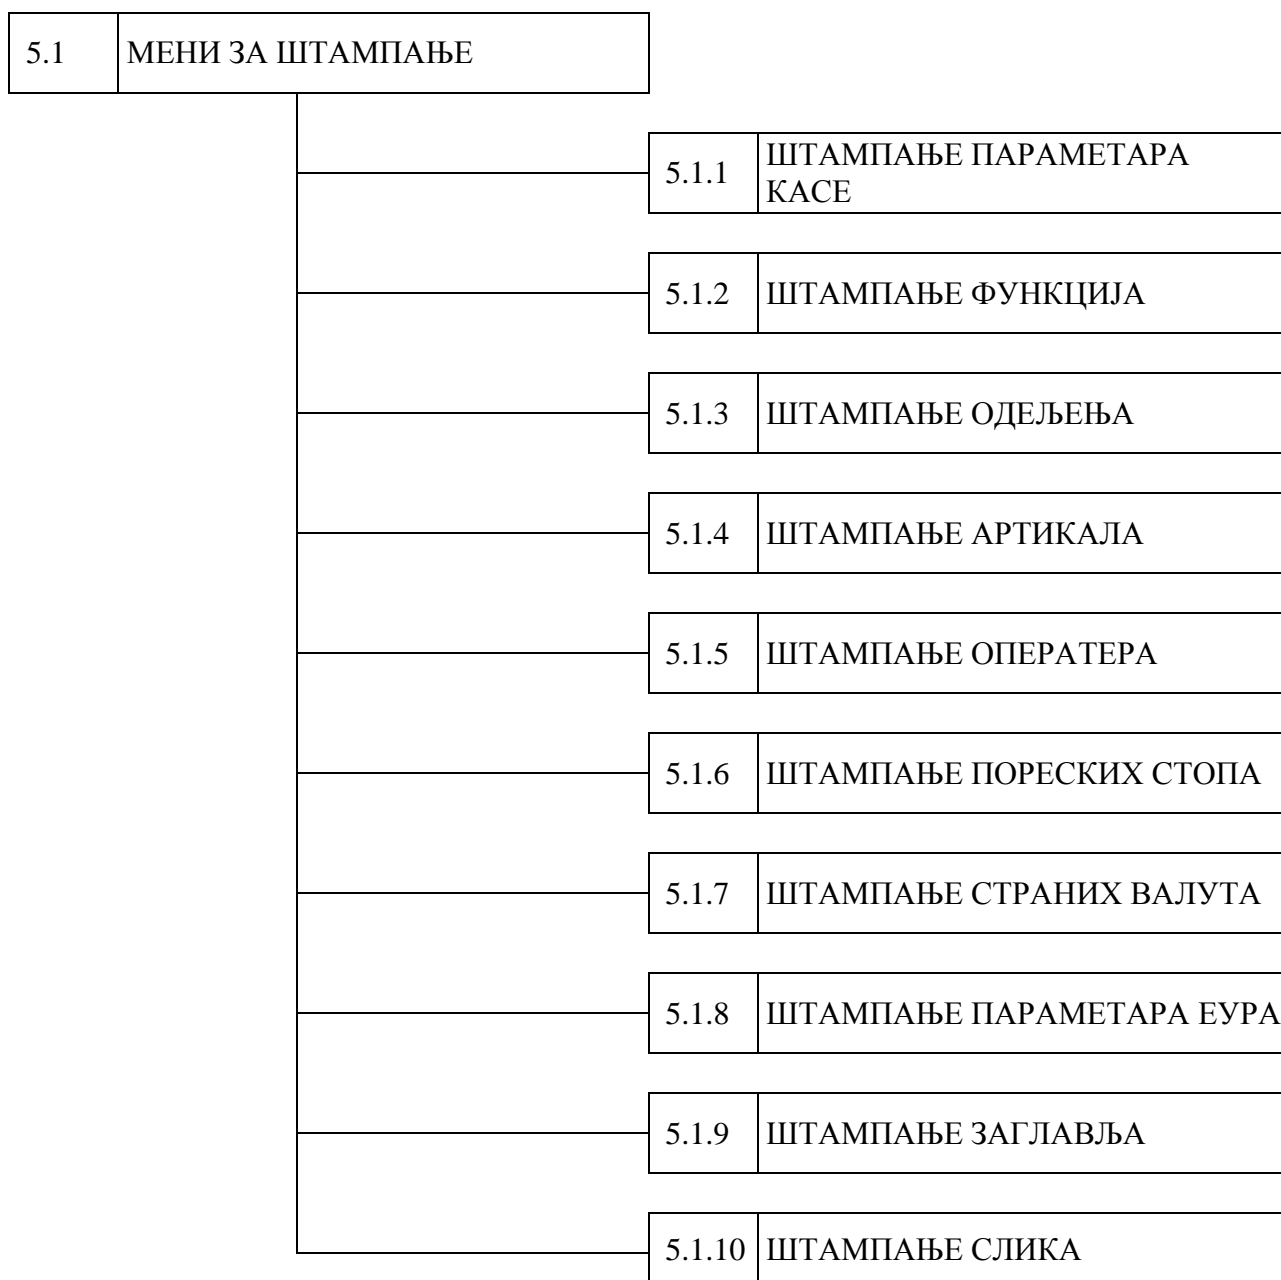 5.1 МЕНИ ЗА ШТАМПАЊЕ
5.1.1 ШТАМПАЊЕ ПАРАМЕТАРА
КАСЕ
5.1.2 ШТАМПАЊЕ ФУНКЦИЈА
5.1.3 ШТАМПАЊЕ ОДЕЉЕЊА
5.1.4 ШТАМПАЊЕ АРТИКАЛА
5.1.5 ШТАМПАЊЕ ОПЕРАТЕРА
5.1.6 ШТАМПАЊЕ ПОРЕСКИХ СТОПА
5.1.7 ШТАМПАЊЕ СТРАНИХ ВАЛУТА
5.1.8 ШТАМПАЊЕ ПАРАМЕТАРА ЕУРА
5.1.9 ШТАМПАЊЕ ЗАГЛАВЉА
5.1.10 ШТАМПАЊЕ СЛИКА